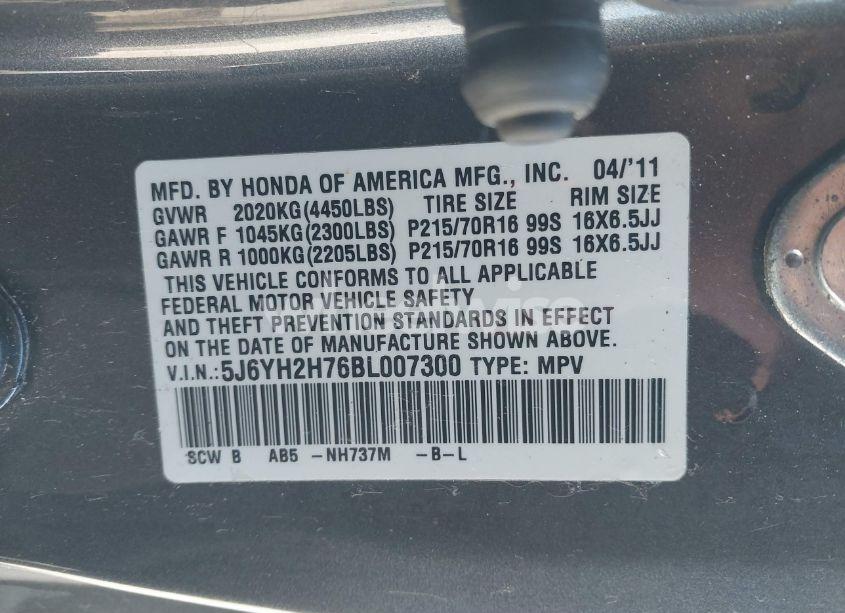 MFD. BY HONDA OF AMERICA MFG., INC. 04/'11
GVWR 2020KG(4450LBS) TIRE SIZE RIM SIZE
GAWR F 1045KG(2300LBS) P215/70R16 99S 16X6.5JJ
GAWR R 1000KG(2205LBS) P215/70R16 99S 16X6.5JJ
THIS VEHICLE CONFORMS TO ALL APPLICABLE
FEDERAL MOTOR VEHICLE SAFETY
AND THEFT PREVENTION STANDARDS IN EFFECT
ON THE DATE OF MANUFACTURE SHOWN ABOVE.
V.I.N.:5J6YH2H76BL007300 TYPE: MPV
SCW B AB5 -NH737M -B-L